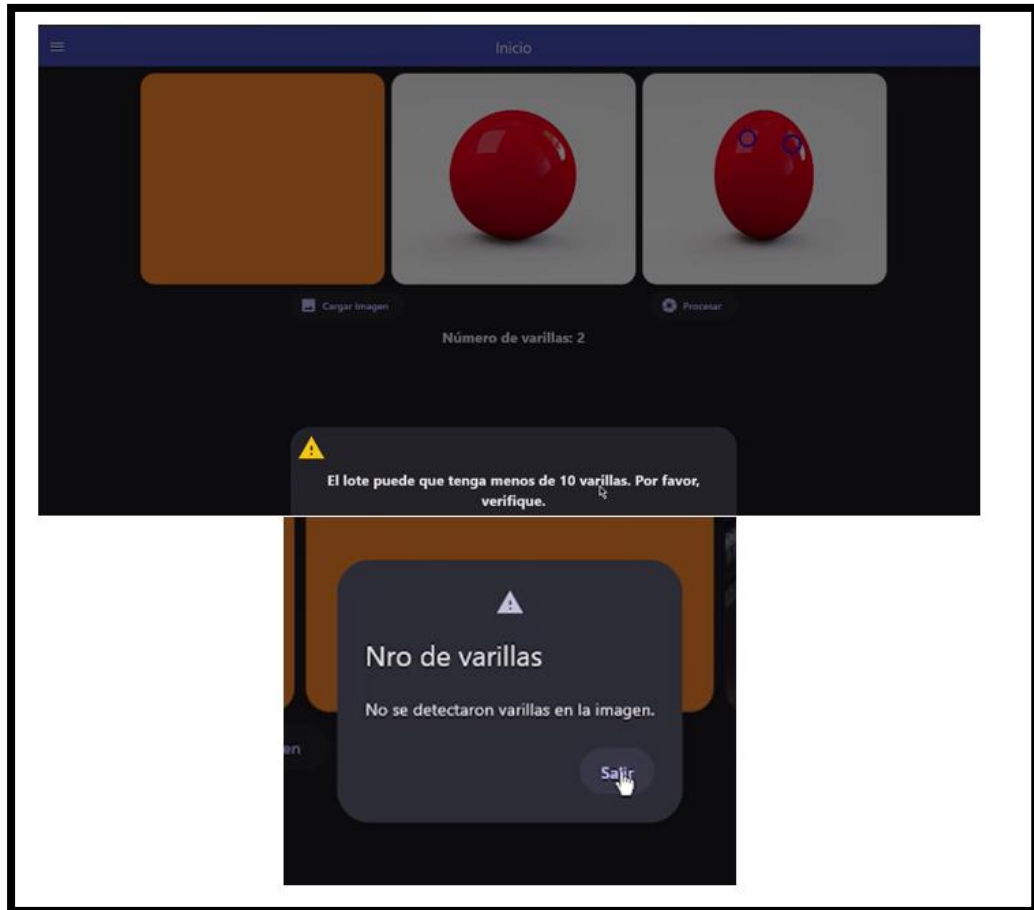 Inicio
Cargar Imagen
Procesar
Número de varillas: 2
El lote puede que tenga menos de 10 varillas. Por favor,
verifique.
Nro de varillas
No se detectaron varillas en la imagen.
en
Salir